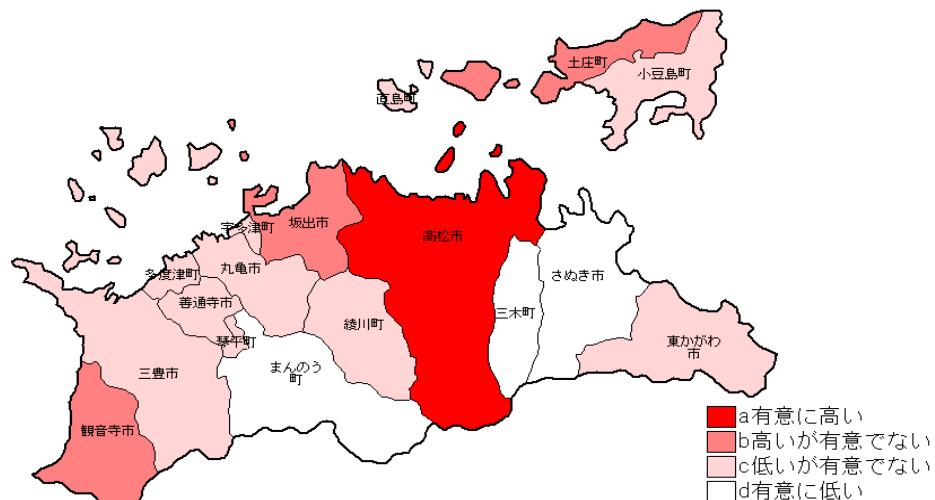 土庄町
小豆島町
直島町
宇多津町
坂出市
高松市
多度津町
丸亀市
さぬき市
善通寺市
三木町
綾川町
琴平町
東かがわ
市
まんのう
町
三豊市
観音寺市
a有意に高い
b高いが有意でない
c低いが有意でない
d有意に低い